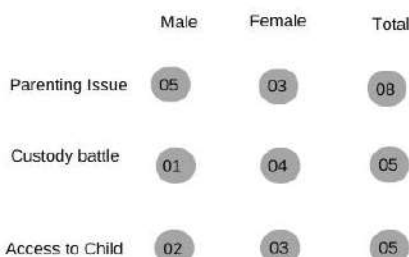 Male Female Total
Parenting Issue 05 03 08
Custody battle 01 04 05
Access to Child 02 03 05